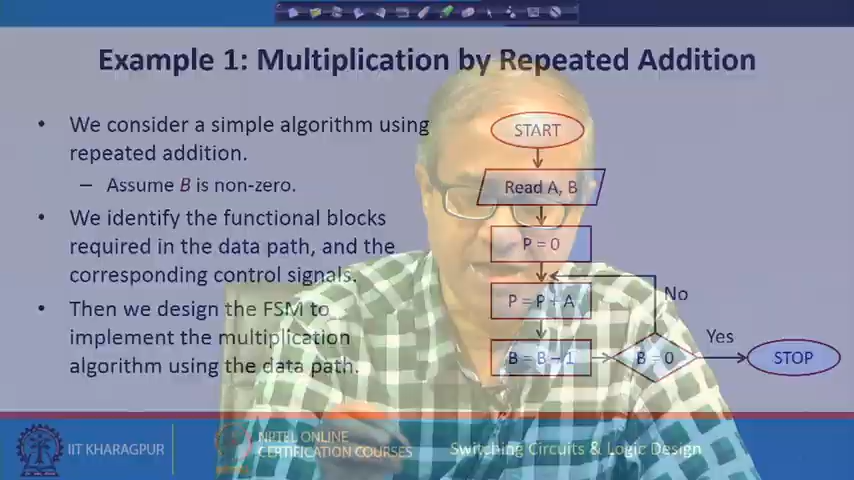 Example 1: Multiplication by Repeated Addition
• We consider a simple algorithm using
repeated addition.
– Assume B is non-zero.
• We identify the functional blocks
required in the data path, and the
corresponding control signals.
• Then we design the FSM to
implement the multiplication
algorithm using the data path.
START
Read A, B
P = 0
P = P + A
B = B – 1
B = 0
No
Yes
STOP
IIT KHARAGPUR
NPTEL ONLINE
CERTIFICATION COURSES
Switching Circuits & Logic Design